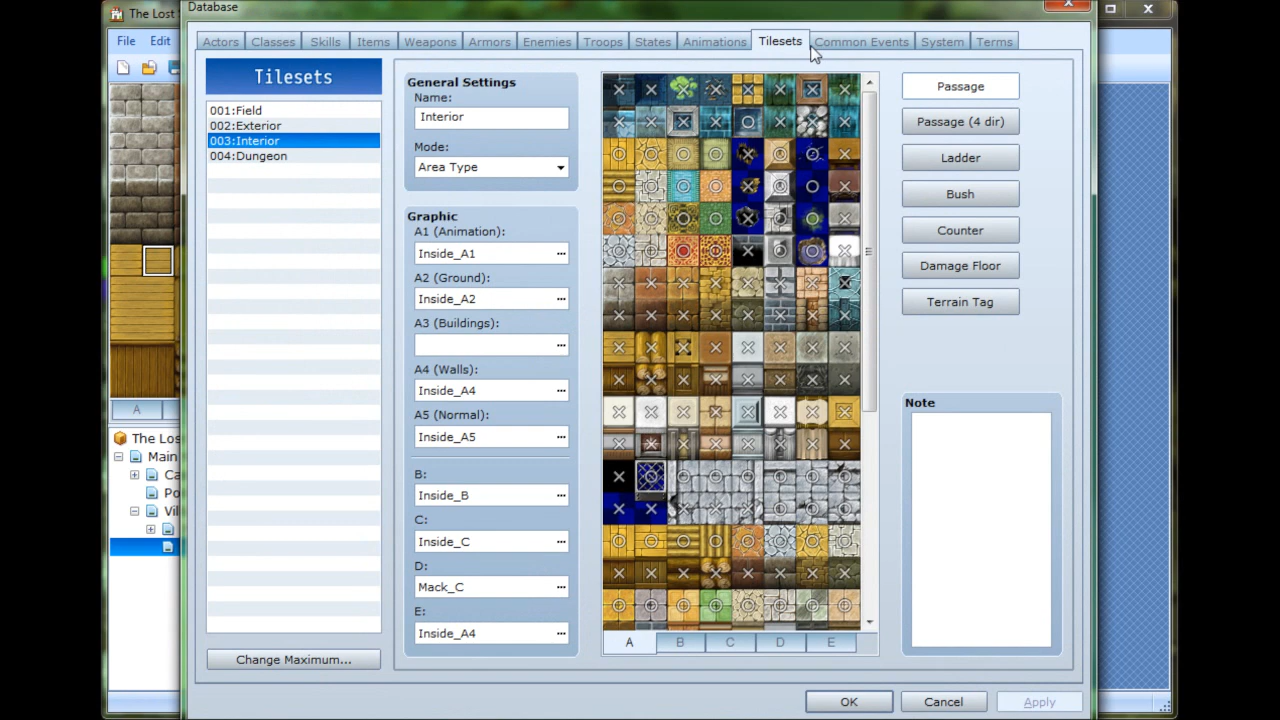 The Lost
Database
File Edit
Actors Classes Skills Items Weapons Armors Enemies Troops States Animations Tilesets Common Events System Terms
Tilesets
001:Field
002:Exterior
003:Interior
004:Dungeon
Change Maximum...
General Settings
Name:
Interior
Mode:
Area Type
Graphic
A1 (Animation):
Inside_A1
A2 (Ground):
Inside_A2
A3 (Buildings):
A4 (Walls):
Inside_A4
A5 (Normal):
Inside_A5
B:
Inside_B
C:
Inside_C
D:
Mack_C
E:
Inside_A4
A B C D E
Passage
Passage (4 dir)
Ladder
Bush
Counter
Damage Floor
Terrain Tag
Note
OK Cancel Apply
A
The Los
Main
Ca
Po
Vil